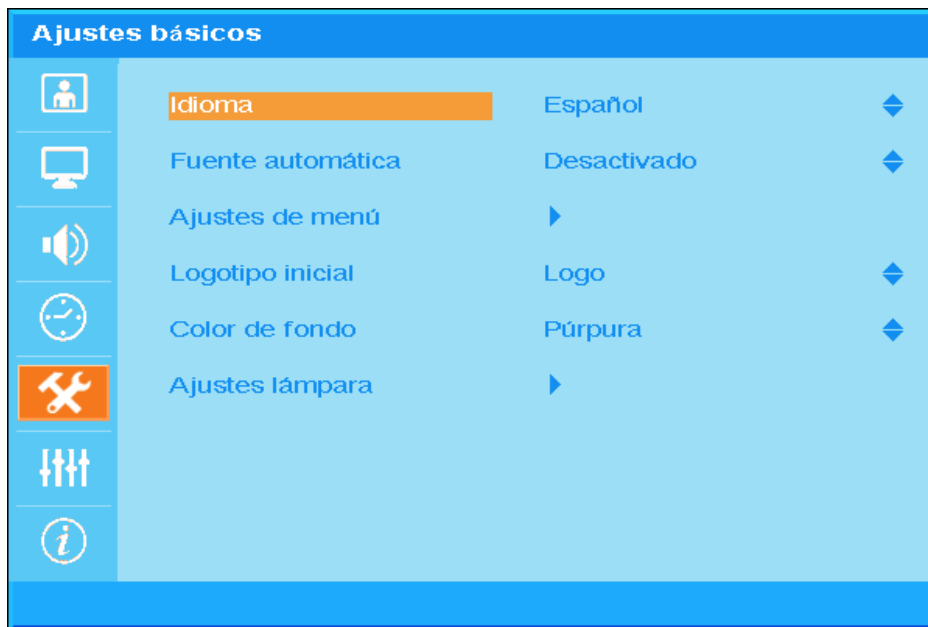 Ajustes básicos
Idioma Español
Fuente automática Desactivado
Ajustes de menú
Logotipo inicial Logo
Color de fondo Púrpura
Ajustes lámpara